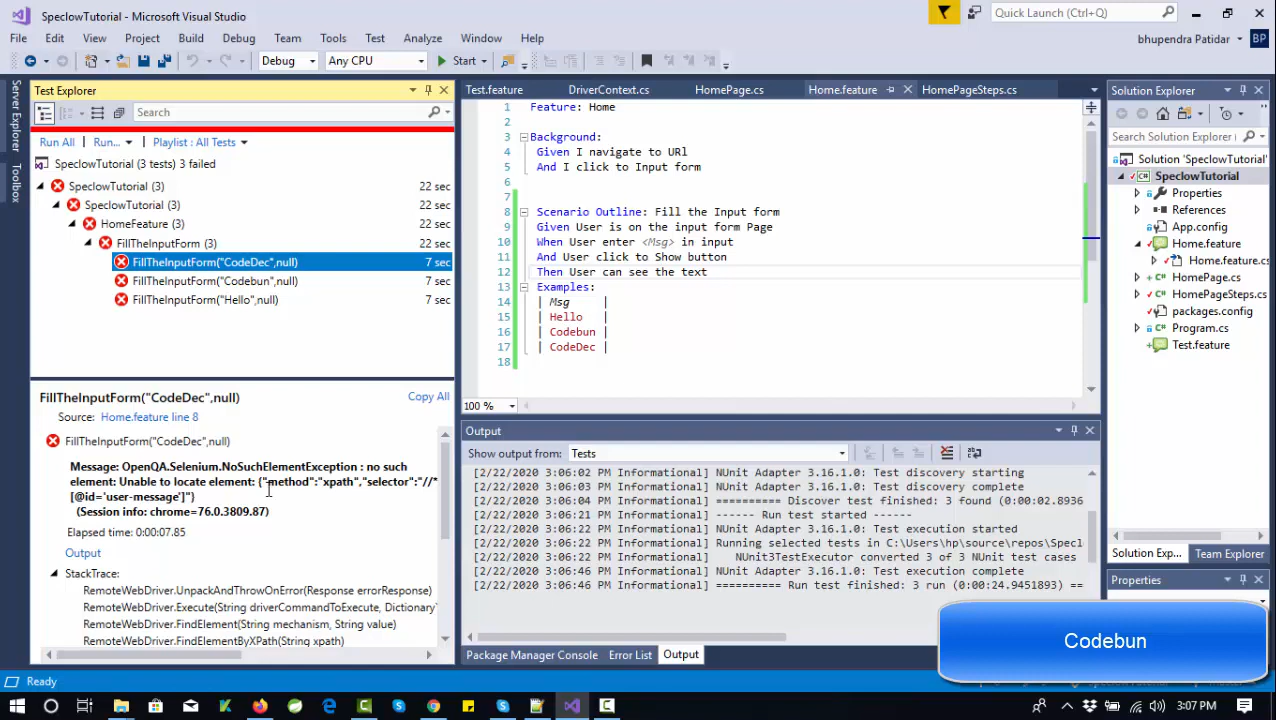 SpeclowTutorial - Microsoft Visual Studio
Quick Launch (Ctrl+Q)
File Edit View Project Build Debug Team Tools Test Analyze Window Help
bhupendra Patidar BP
Debug Any CPU Start
Server Explorer
Toolbox
Test Explorer
Search
Run All Run... Playlist : All Tests
SpeclowTutorial (3 tests) 3 failed
SpeclowTutorial (3) 22 sec
SpeclowTutorial (3) 22 sec
HomeFeature (3) 22 sec
FillTheInputForm (3) 22 sec
FillTheInputForm("CodeDec",null) 7 sec
FillTheInputForm("Codebun",null) 7 sec
FillTheInputForm("Hello",null) 7 sec
FillTheInputForm("CodeDec",null) Copy All
Source: Home.feature line 8
FillTheInputForm("CodeDec",null)
Message: OpenQA.Selenium.NoSuchElementException : no such
element: Unable to locate element: {"method":"xpath","selector":"//*
[@id='user-message']"}
(Session info: chrome=76.0.3809.87)
Elapsed time: 0:00:07.85
Output
StackTrace:
RemoteWebDriver.UnpackAndThrowOnError(Response errorResponse)
RemoteWebDriver.Execute(String driverCommandToExecute, Dictionary
RemoteWebDriver.FindElement(String mechanism, String value)
RemoteWebDriver.FindElementByXPath(String xpath)
Test.feature DriverContext.cs HomePage.cs Home.feature HomePageSteps.cs
1 Feature: Home
2
3 Background:
4 Given I navigate to URl
5 And I click to Input form
6
7
8 Scenario Outline: Fill the Input form
9 Given User is on the input form Page
10 When User enter <Msg> in input
11 And User click to Show button
12 Then User can see the text
13 Examples:
14 | Msg |
15 | Hello |
16 | Codebun |
17 | CodeDec |
18
100 %
Output
Show output from: Tests
[2/22/2020 3:06:02 PM Informational] NUnit Adapter 3.16.1.0: Test discovery starting
[2/22/2020 3:06:03 PM Informational] NUnit Adapter 3.16.1.0: Test discovery complete
[2/22/2020 3:06:04 PM Informational] ========== Discover test finished: 3 found (0:00:02.8936
[2/22/2020 3:06:21 PM Informational] ------ Run test started ------
[2/22/2020 3:06:22 PM Informational] NUnit Adapter 3.16.1.0: Test execution started
[2/22/2020 3:06:22 PM Informational] Running selected tests in C:\Users\hp\source\repos\Specl
[2/22/2020 3:06:22 PM Informational] NUnit3TestExecutor converted 3 of 3 NUnit test cases
[2/22/2020 3:06:46 PM Informational] NUnit Adapter 3.16.1.0: Test execution complete
[2/22/2020 3:06:46 PM Informational] ========== Run test finished: 3 run (0:00:24.9451893) ==
Package Manager Console Error List Output
Solution Explorer
Search Solution Explorer
Solution 'SpeclowTutorial'
SpeclowTutorial
Properties
References
App.config
Home.feature
Home.feature.cs
HomePage.cs
HomePageSteps.cs
packages.config
Program.cs
Test.feature
Solution Exp... Team Explorer
Properties
Codebun
Ready
3:07 PM